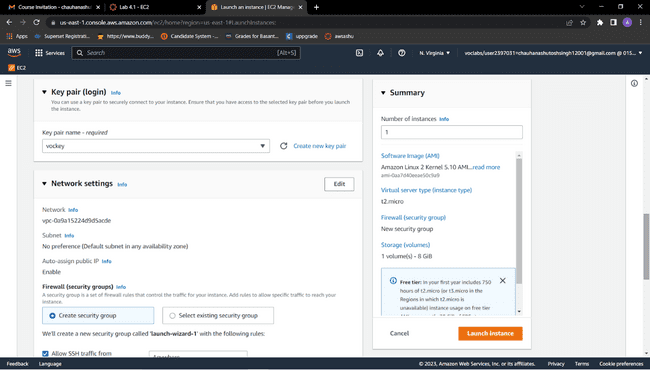 Course Invitation - chauhanashu
Lab 4.1 - EC2
Launch an instance | EC2 Manag
us-east-1.console.aws.amazon.com/ec2/home?region=us-east-1#LaunchInstances:
Apps
Superset Registrati...
https://www.buddy...
Candidate System -...
Grades for Basant...
upgrade
awsashu
aws
Services
Search
[Alt+S]
N. Virginia
EC2
Key pair (login) Info
You can use a key pair to securely connect to your instance. Ensure that you have access to the selected key pair before you launch
the instance.
Key pair name - required
vockey
Create new key pair
Network settings Info
Edit
Network Info
vpc-0a9a15224d9d5acde
Subnet Info
No preference (Default subnet in any availability zone)
Auto-assign public IP Info
Enable
Firewall (security groups) Info
A security group is a set of firewall rules that control the traffic for your instance. Add rules to allow specific traffic to reach your
instance.
Create security group
Select existing security group
We'll create a new security group called 'launch-wizard-1' with the following rules:
Allow SSH traffic from
Anywhere
Summary
Number of instances Info
1
Software Image (AMI)
Amazon Linux 2 Kernel 5.10 AMI...read more
Virtual server type (instance type)
t2.micro
Firewall (security group)
New security group
Storage (volumes)
1 volume(s) - 8 GiB
Free tier: In your first year includes 750
hours of t2.micro (or t3.micro in the
Regions in which t2.micro is
unavailable) instance usage on free tier
Cancel
Launch instance
Feedback
Language
© 2023, Amazon Web Services, Inc. or its affiliates.
Privacy
Terms
Cookie preferences